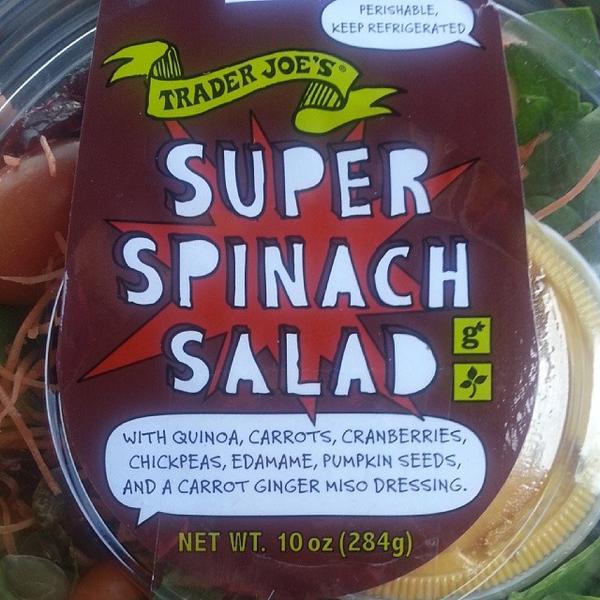 PERISHABLE,
KEEP REFRIGERATED
TRADER JOE'S®
SUPER
SPINACH
SALAD
g*
WITH QUINOA, CARROTS, CRANBERRIES,
CHICKPEAS, EDAMAME, PUMPKIN SEEDS,
AND A CARROT GINGER MISO DRESSING.
NET WT. 10 oz (284g)